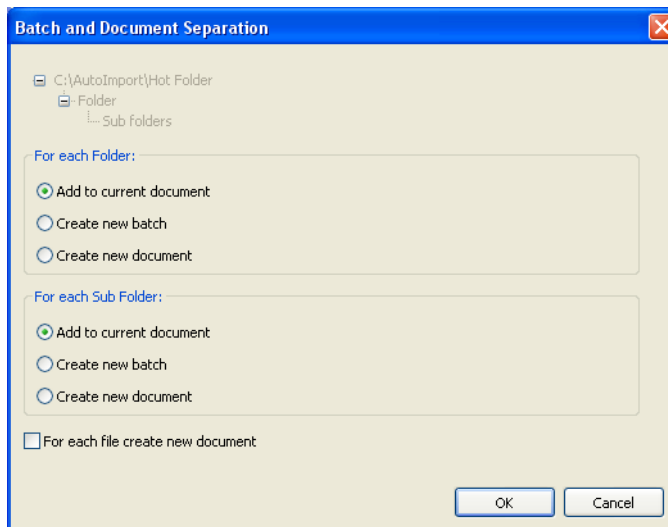 Batch and Document Separation
C:\AutoImport\Hot Folder
Folder
Sub folders
For each Folder:
Add to current document
Create new batch
Create new document
For each Sub Folder:
Add to current document
Create new batch
Create new document
For each file create new document
OK Cancel